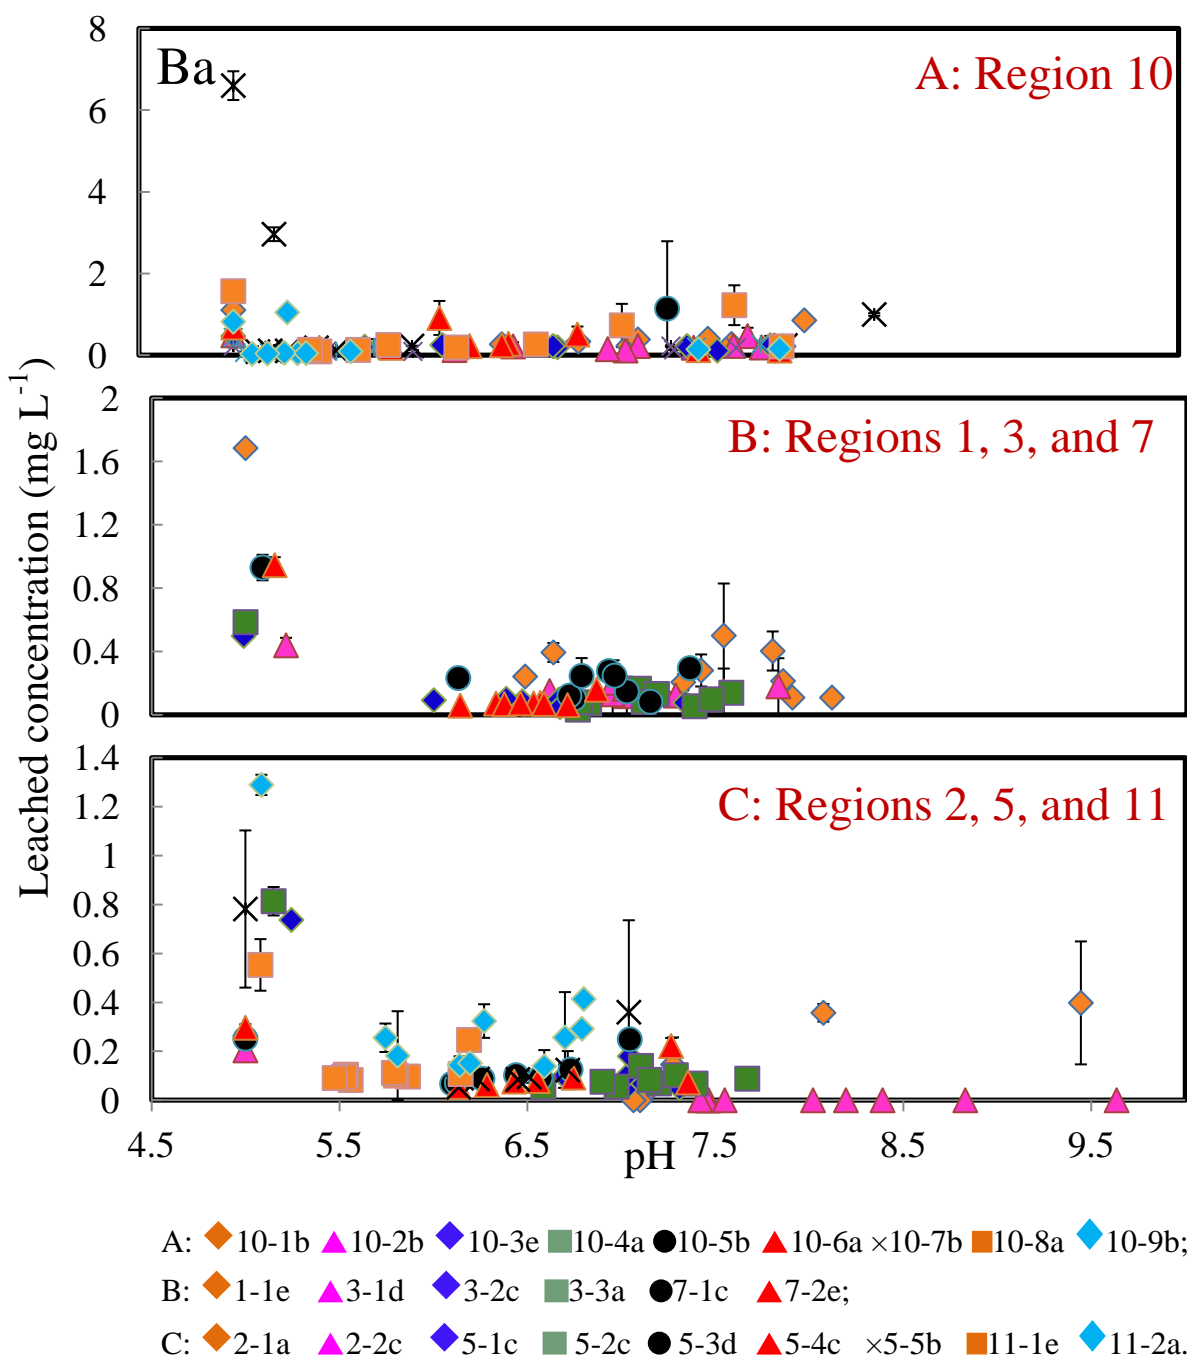 8
Ba
A: Region 10
6
4
2
0
2
B: Regions 1, 3, and 7
1.6
1.2
0.8
0.4
0
Leached concentration (mg L⁻¹)
1.4
C: Regions 2, 5, and 11
1.2
1
0.8
0.6
0.4
0.2
0
4.5 5.5 6.5 7.5 8.5 9.5
pH
A: 10-1b 10-2b 10-3e 10-4a 10-5b 10-6a ×10-7b 10-8a 10-9b;
B: 1-1e 3-1d 3-2c 3-3a 7-1c 7-2e;
C: 2-1a 2-2c 5-1c 5-2c 5-3d 5-4c ×5-5b 11-1e 11-2a.